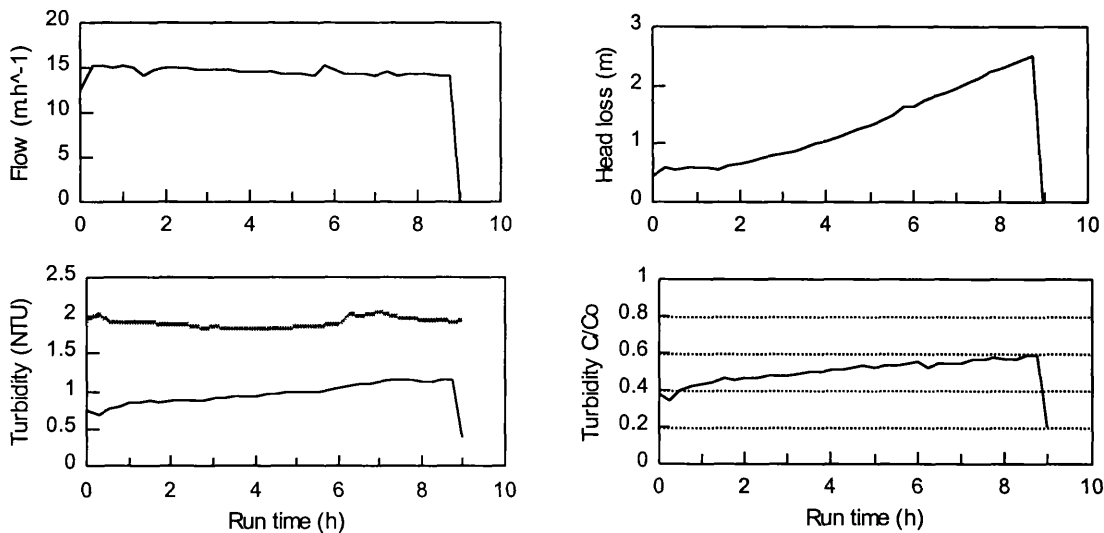 Flow (m.h^-1)
20
15
10
5
0
0 2 4 6 8 10
Head loss (m)
3
2
1
0
0 2 4 6 8 10
Turbidity (NTU)
2.5
2
1.5
1
0.5
0
0 2 4 6 8 10
Run time (h)
Turbidity C/Co
1
0.8
0.6
0.4
0.2
0
0 2 4 6 8 10
Run time (h)